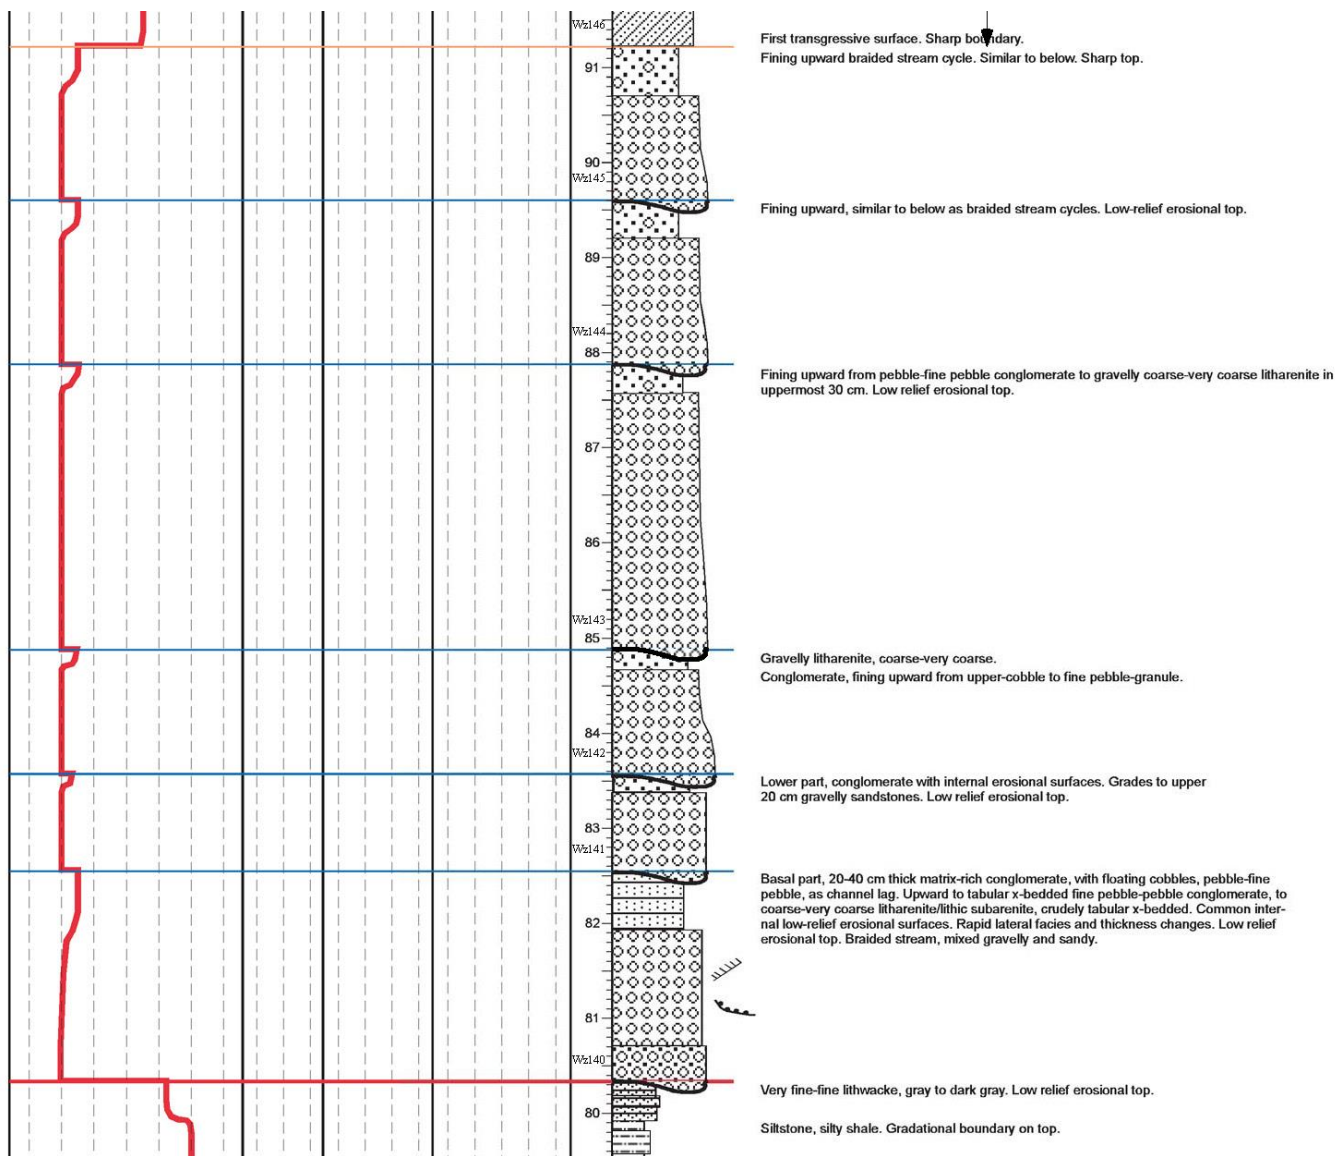 Wz146
First transgressive surface. Sharp boundary.
Fining upward braided stream cycle. Similar to below. Sharp top.
91
90
Wz145
Fining upward, similar to below as braided stream cycles. Low-relief erosional top.
89
Wz144
88
Fining upward from pebble-fine pebble conglomerate to gravelly coarse-very coarse litharenite in
uppermost 30 cm. Low relief erosional top.
87
86
Wz143
85
Gravelly litharenite, coarse-very coarse.
Conglomerate, fining upward from upper-cobble to fine pebble-granule.
84
Wz142
Lower part, conglomerate with internal erosional surfaces. Grades to upper
20 cm gravelly sandstones. Low relief erosional top.
83
Wz141
Basal part, 20-40 cm thick matrix-rich conglomerate, with floating cobbles, pebble-fine
pebble, as channel lag. Upward to tabular x-bedded fine pebble-pebble conglomerate, to
coarse-very coarse litharenite/lithic subarenite, crudely tabular x-bedded. Common inter-
nal low-relief erosional surfaces. Rapid lateral facies and thickness changes. Low relief
erosional top. Braided stream, mixed gravelly and sandy.
82
81
Wz140
Very fine-fine lithwacke, gray to dark gray. Low relief erosional top.
80
Siltstone, silty shale. Gradational boundary on top.